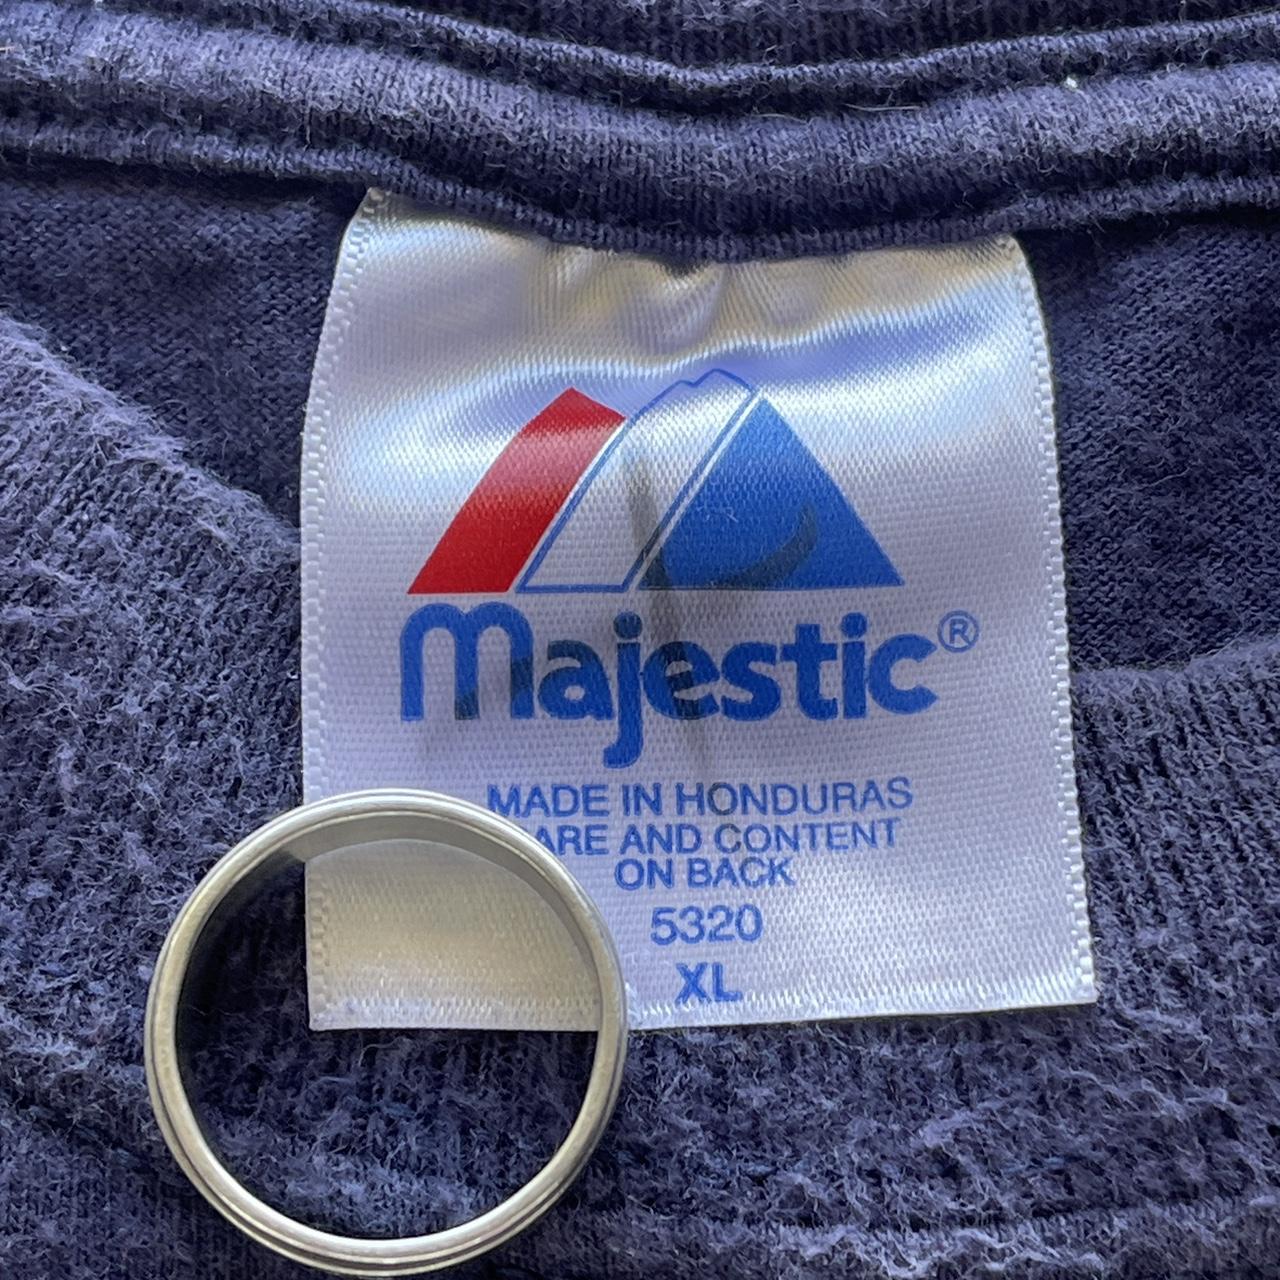 Majestic®
MADE IN HONDURAS
ARE AND CONTENT
ON BACK
5320
XL